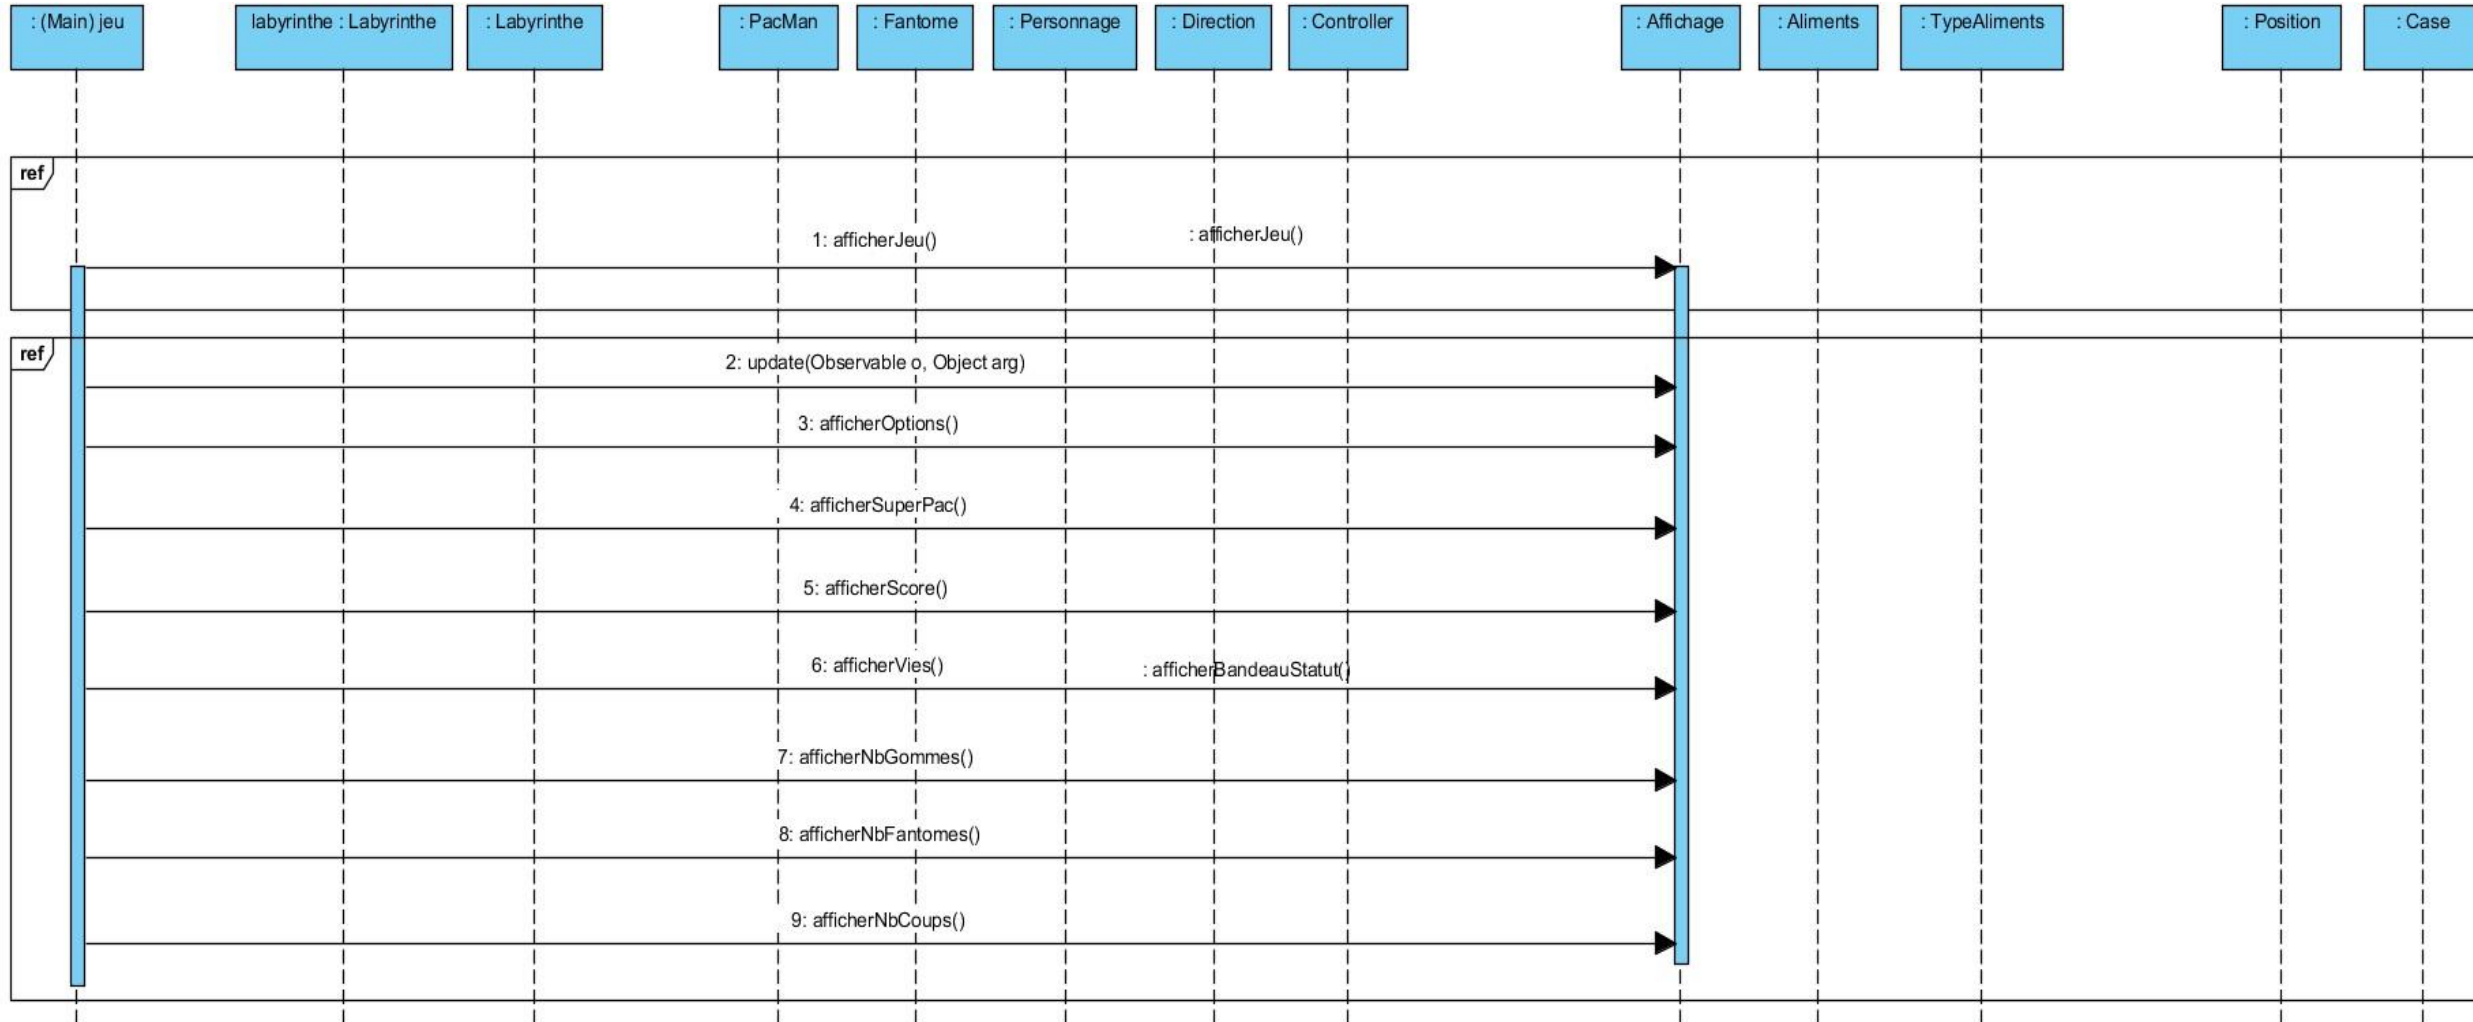 : (Main) jeu
labyrinthe : Labyrinthe
: Labyrinthe
: PacMan
: Fantome
: Personnage
: Direction
: Controller
: Affichage
: Aliments
: TypeAliments
: Position
: Case
ref
1: afficherJeu()
: afficherJeu()
ref
2: update(Observable o, Object arg)
3: afficherOptions()
4: afficherSuperPac()
5: afficherScore()
6: afficherVies()
: afficherBandeauStatut()
7: afficherNbGommes()
8: afficherNbFantomes()
9: afficherNbCoups()